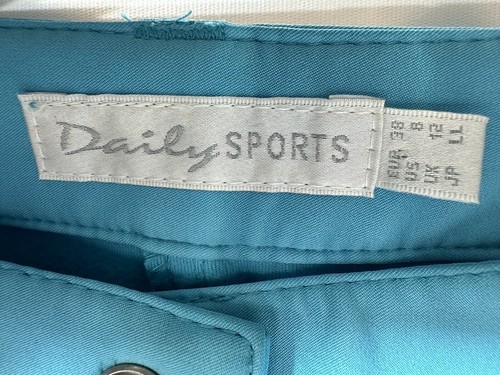 Daily SPORTS
EUR 38
US 8
UK 12
JP LL